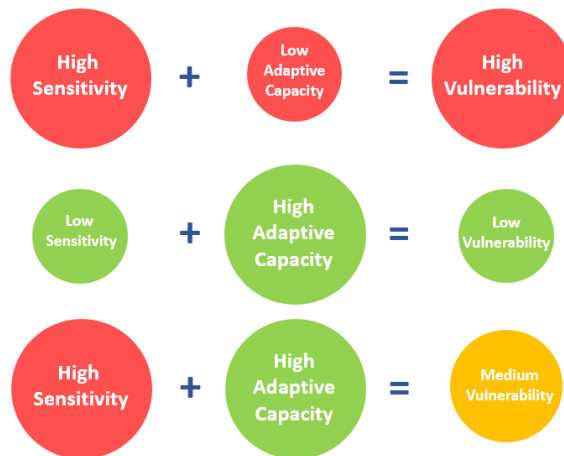 High
Sensitivity
+
Low
Adaptive
Capacity
=
High
Vulnerability
Low
Sensitivity
+
High
Adaptive
Capacity
=
Low
Vulnerability
High
Sensitivity
+
High
Adaptive
Capacity
=
Medium
Vulnerability